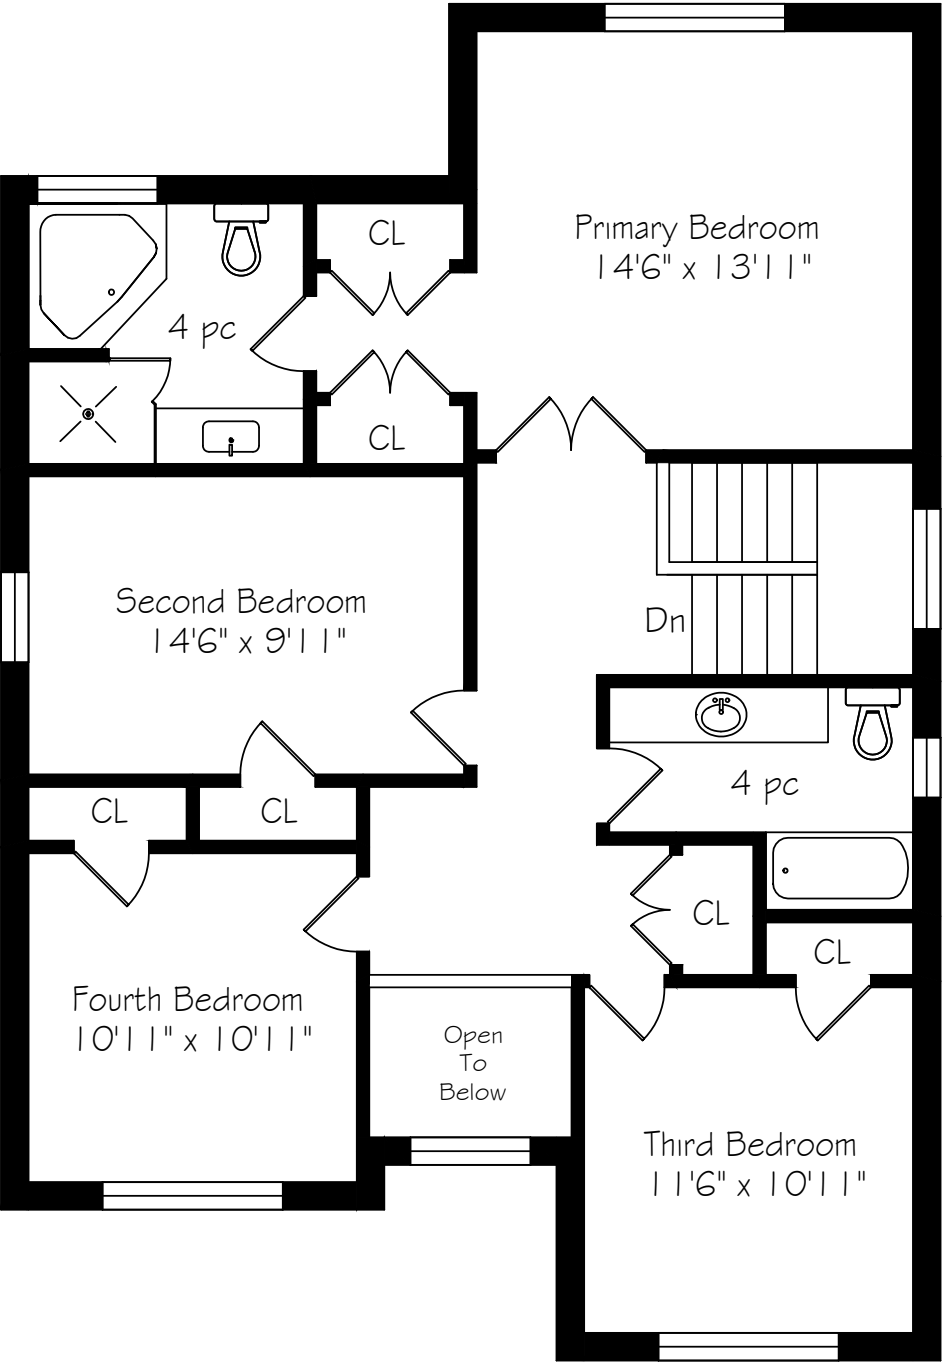 Primary Bedroom
14'6" x 13'11"
CL
4 pc
CL
Second Bedroom
14'6" x 9'11"
Dn
4 pc
CL
CL
CL
CL
Fourth Bedroom
10'11" x 10'11"
Open
To
Below
Third Bedroom
11'6" x 10'11"